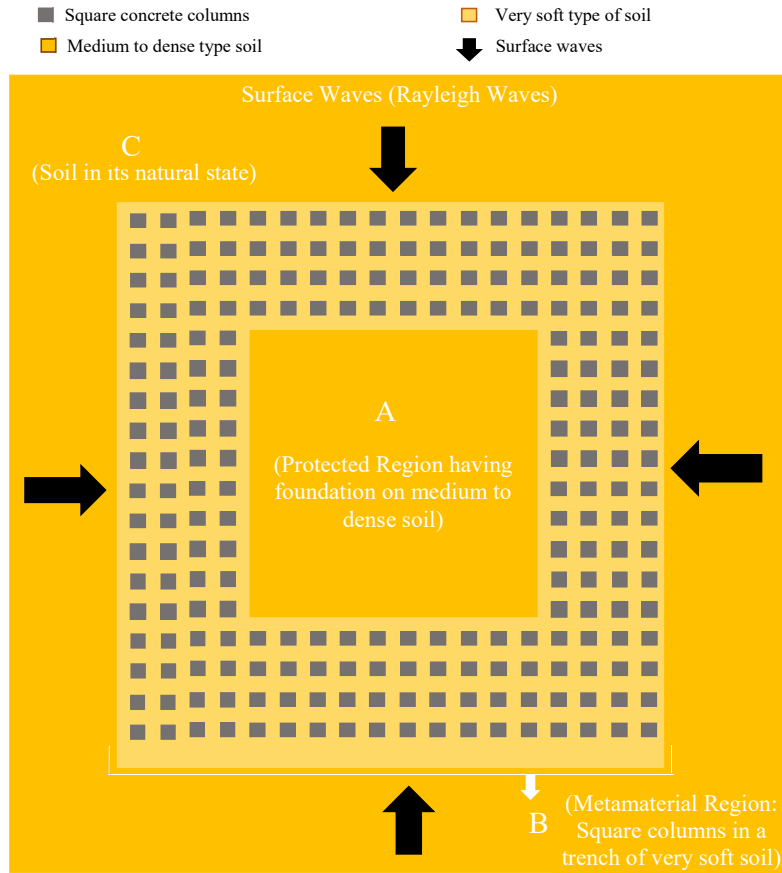 Square concrete columns
Very soft type of soil
Medium to dense type soil
Surface waves
Surface Waves (Rayleigh Waves)
C
(Soil in its natural state)
A
(Protected Region having
foundation on medium to
dense soil)
B
(Metamaterial Region:
Square columns in a
trench of very soft soil)